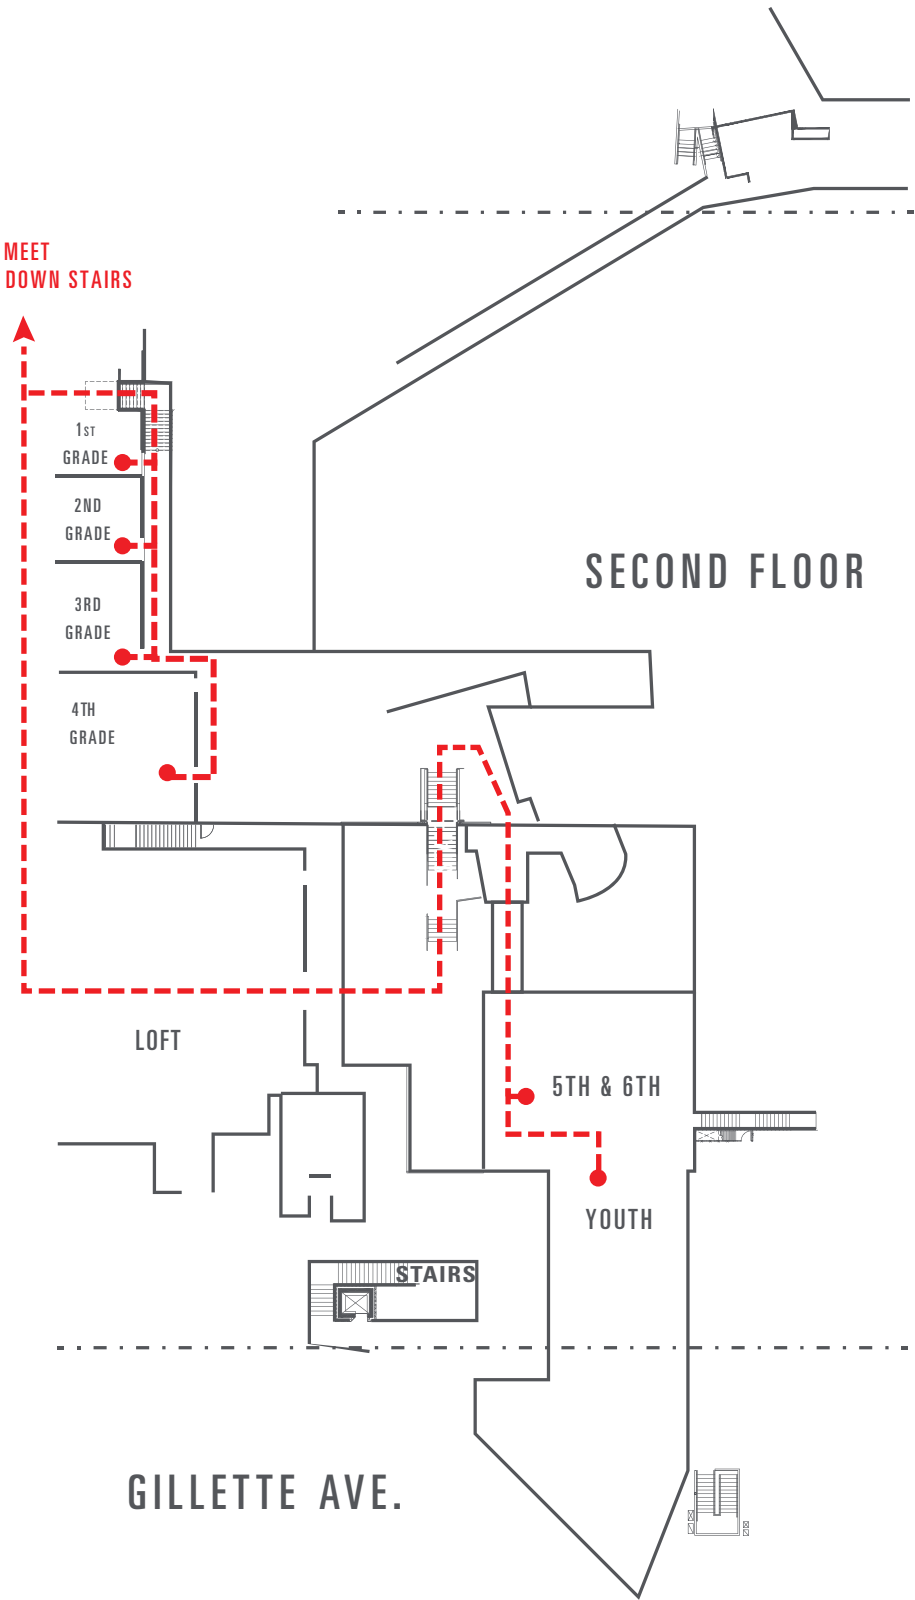 MEET
DOWN STAIRS
1ST
GRADE
2ND
GRADE
SECOND FLOOR
3RD
GRADE
4TH
GRADE
LOFT
5TH & 6TH
YOUTH
STAIRS
GILLETTE AVE.